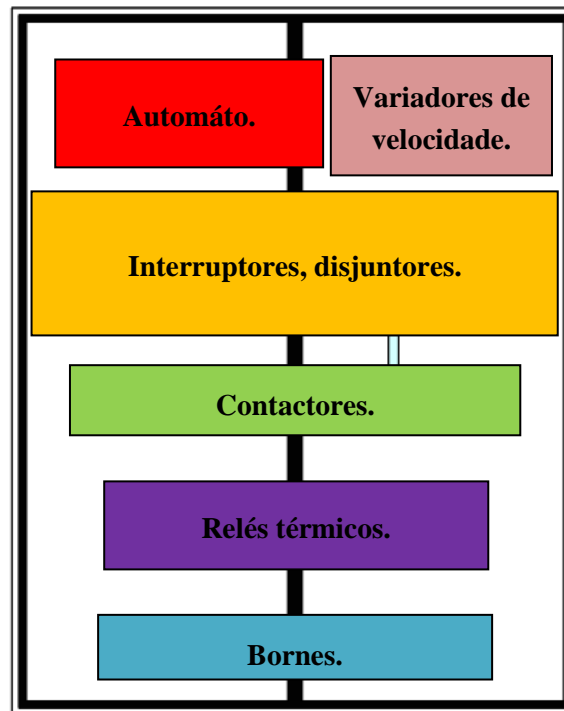 Automáto.
Variadores de
velocidade.
Interruptores, disjuntores.
Contactores.
Relés térmicos.
Bornes.